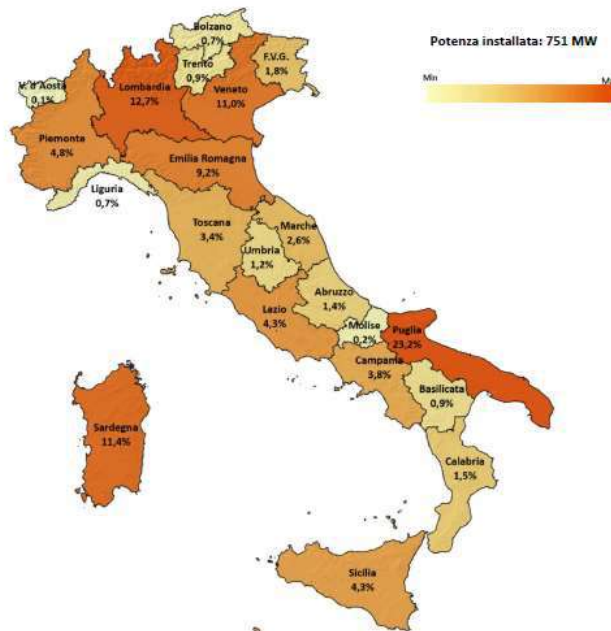 Potenza installata: 751 MW
Min
M
Bolzano
0,7%
Trento
0,9%
F.V.G.
1,8%
V. d'Aosta
0,1%
Lombardia
12,7%
Veneto
11,0%
Piemonte
4,8%
Emilia Romagna
9,2%
Liguria
0,7%
Toscana
3,4%
Marche
2,6%
Umbria
1,2%
Abruzzo
1,4%
Lazio
4,3%
Molise
0,2%
Puglia
23,2%
Campania
3,8%
Basilicata
0,9%
Sardegna
11,4%
Calabria
1,5%
Sicilia
4,3%